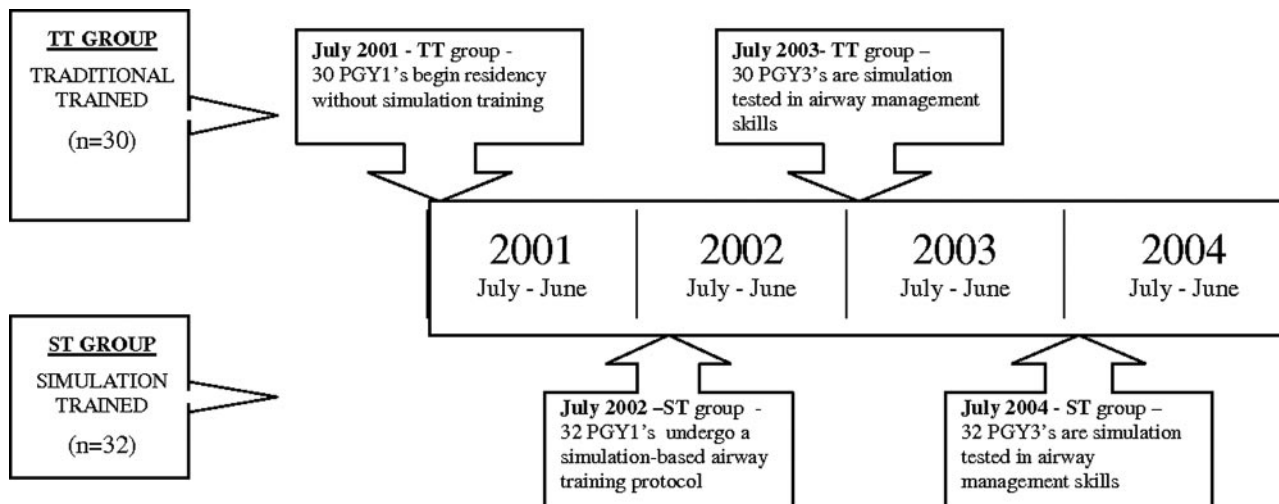 TT GROUP
TRADITIONAL
TRAINED
(n=30)
July 2001 - TT group -
30 PGY1's begin residency
without simulation training
July 2003- TT group –
30 PGY3's are simulation
tested in airway management
skills
2001
July - June
2002
July - June
2003
July - June
2004
July - June
ST GROUP
SIMULATION
TRAINED
(n=32)
July 2002 –ST group -
32 PGY1's undergo a
simulation-based airway
training protocol
July 2004 - ST group –
32 PGY3's are simulation
tested in airway
management skills